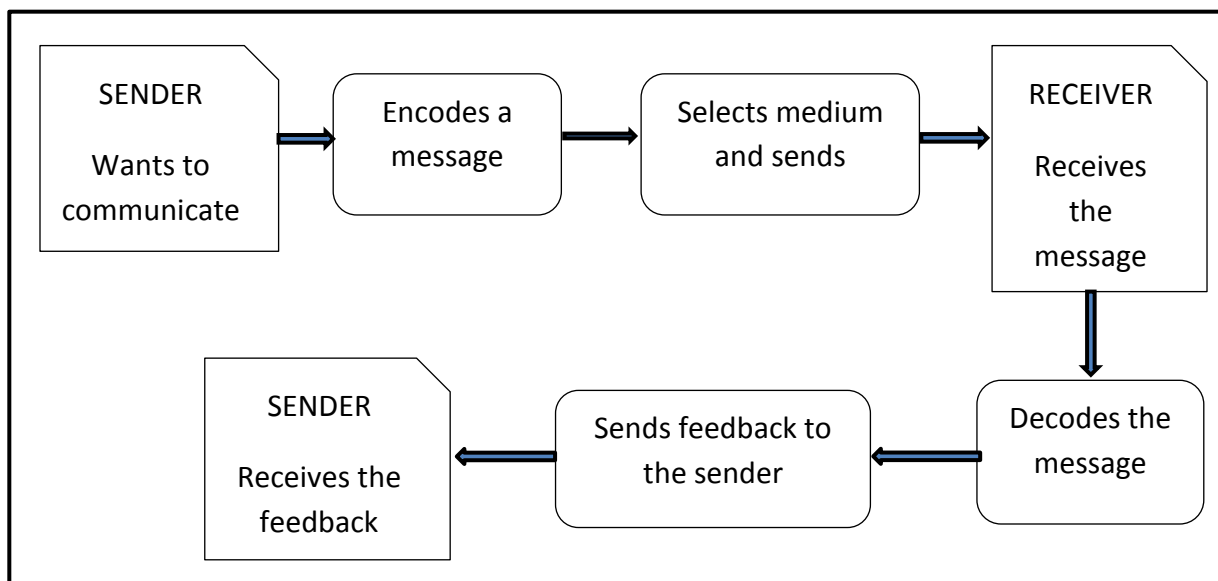 SENDER
Wants to
communicate
Encodes a
message
Selects medium
and sends
RECEIVER
Receives
the
message
Decodes the
message
Sends feedback to
the sender
SENDER
Receives the
feedback